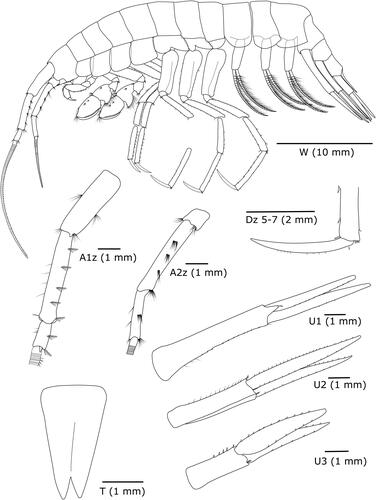 W (10 mm)
Dz 5-7 (2 mm)
A1z (1 mm)
A2z (1 mm)
U1 (1 mm)
U2 (1 mm)
T (1 mm)
U3 (1 mm)